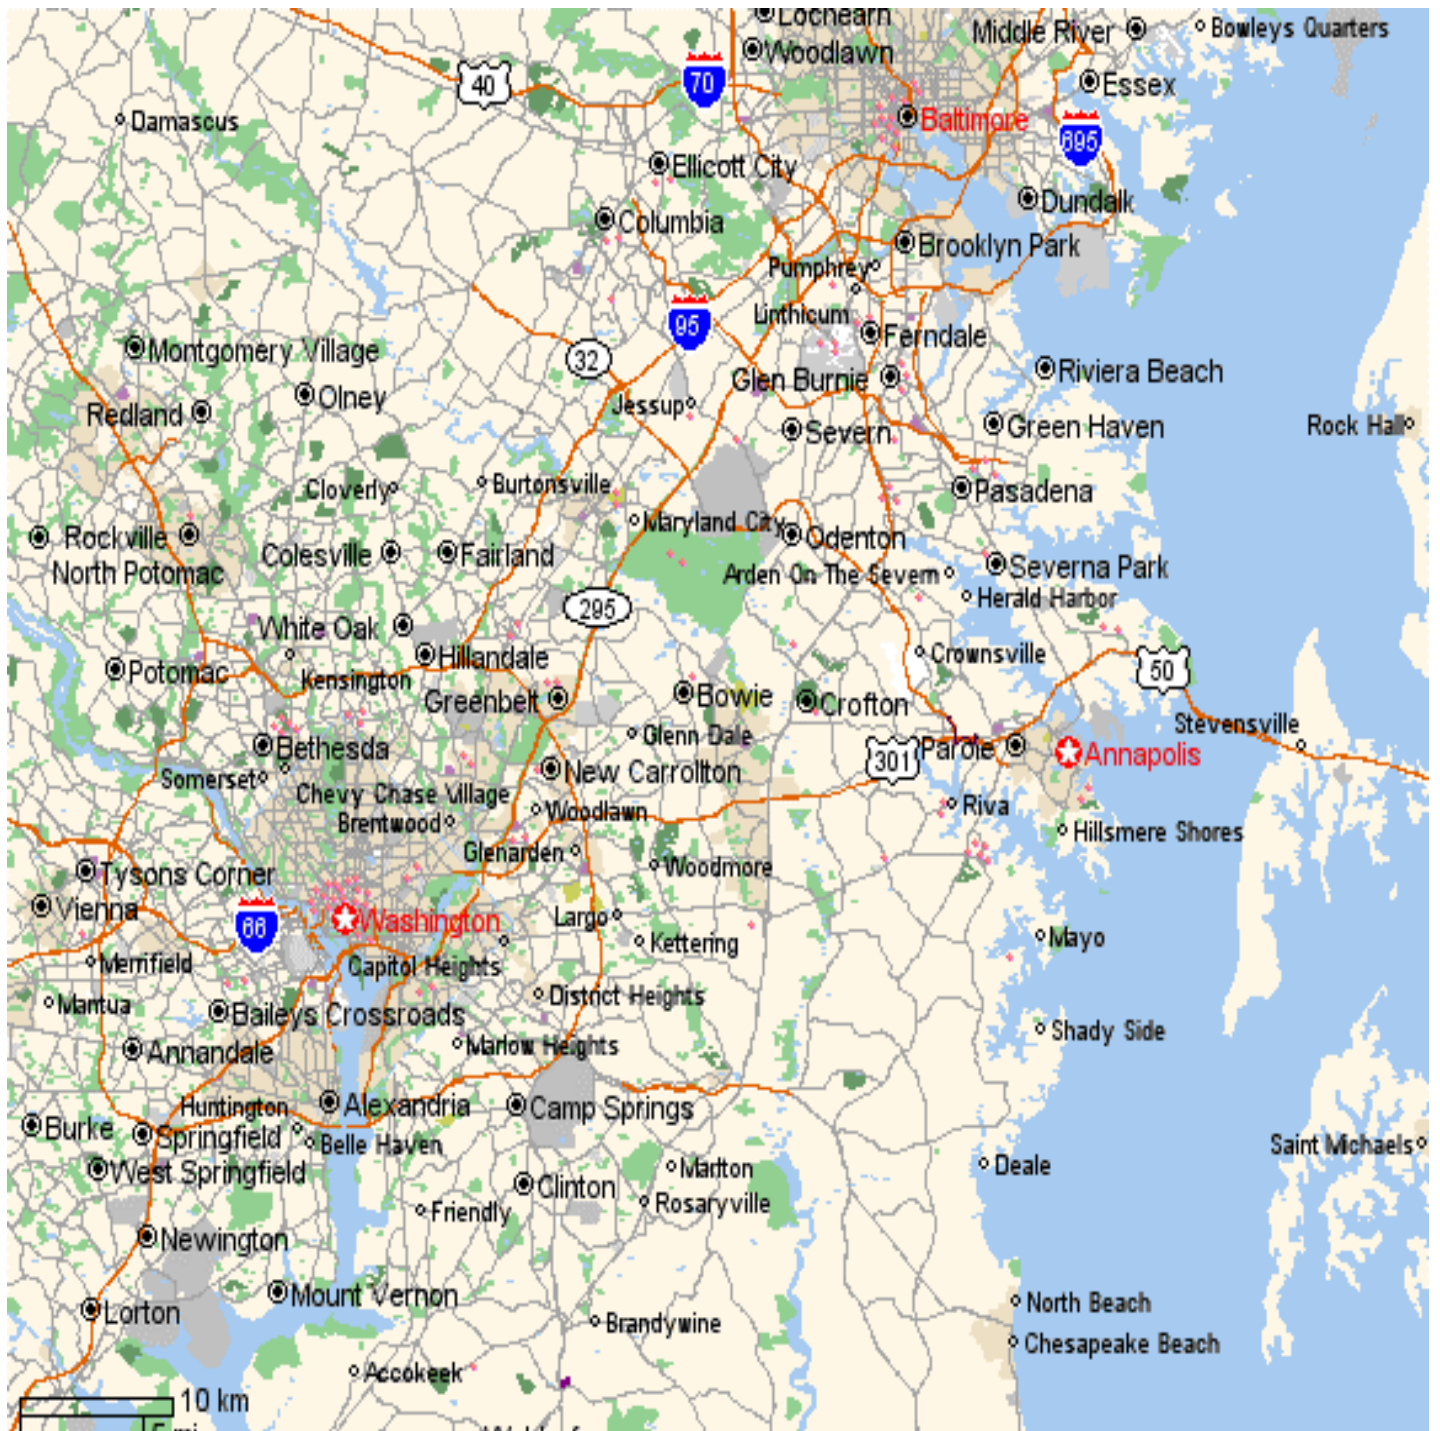 Lochearn
Middle River
Bowleys Quarters
Woodlawn
40
70
Essex
Damascus
Baltimore
695
Ellicott City
Dundalk
Columbia
Brooklyn Park
Pumphrey
Linthicum
95
Ferndale
Montgomery Village
32
Riviera Beach
Glen Burnie
Olney
Jessup
Redland
Severn
Green Haven
Rock Hall
Cloverly
Burtonsville
Pasadena
Maryland City
Rockville
Odenton
Colesville
Fairland
North Potomac
Arden On The Severn
Severna Park
Herald Harbor
295
White Oak
Hillandale
Crownsville
Potomac
Kensington
50
Greenbelt
Bowie
Crofton
Stevensville
Glenn Dale
Bethesda
Parole
Annapolis
301
Somerset
New Carrollton
Chevy Chase Village
Woodlawn
Riva
Brentwood
Hillsmere Shores
Glenarden
Woodmore
Tysons Corner
Vienna
66
Washington
Largo
Kettering
Mayo
Merrifield
Capitol Heights
Mantua
District Heights
Baileys Crossroads
Shady Side
Annandale
Marlow Heights
Huntington
Alexandria
Camp Springs
Burke
Springfield
Belle Haven
Saint Michaels
West Springfield
Marlton
Deale
Clinton
Rosaryville
Friendly
Newington
Mount Vernon
North Beach
Lorton
Brandywine
Chesapeake Beach
Accokeek
10 km
5 mi